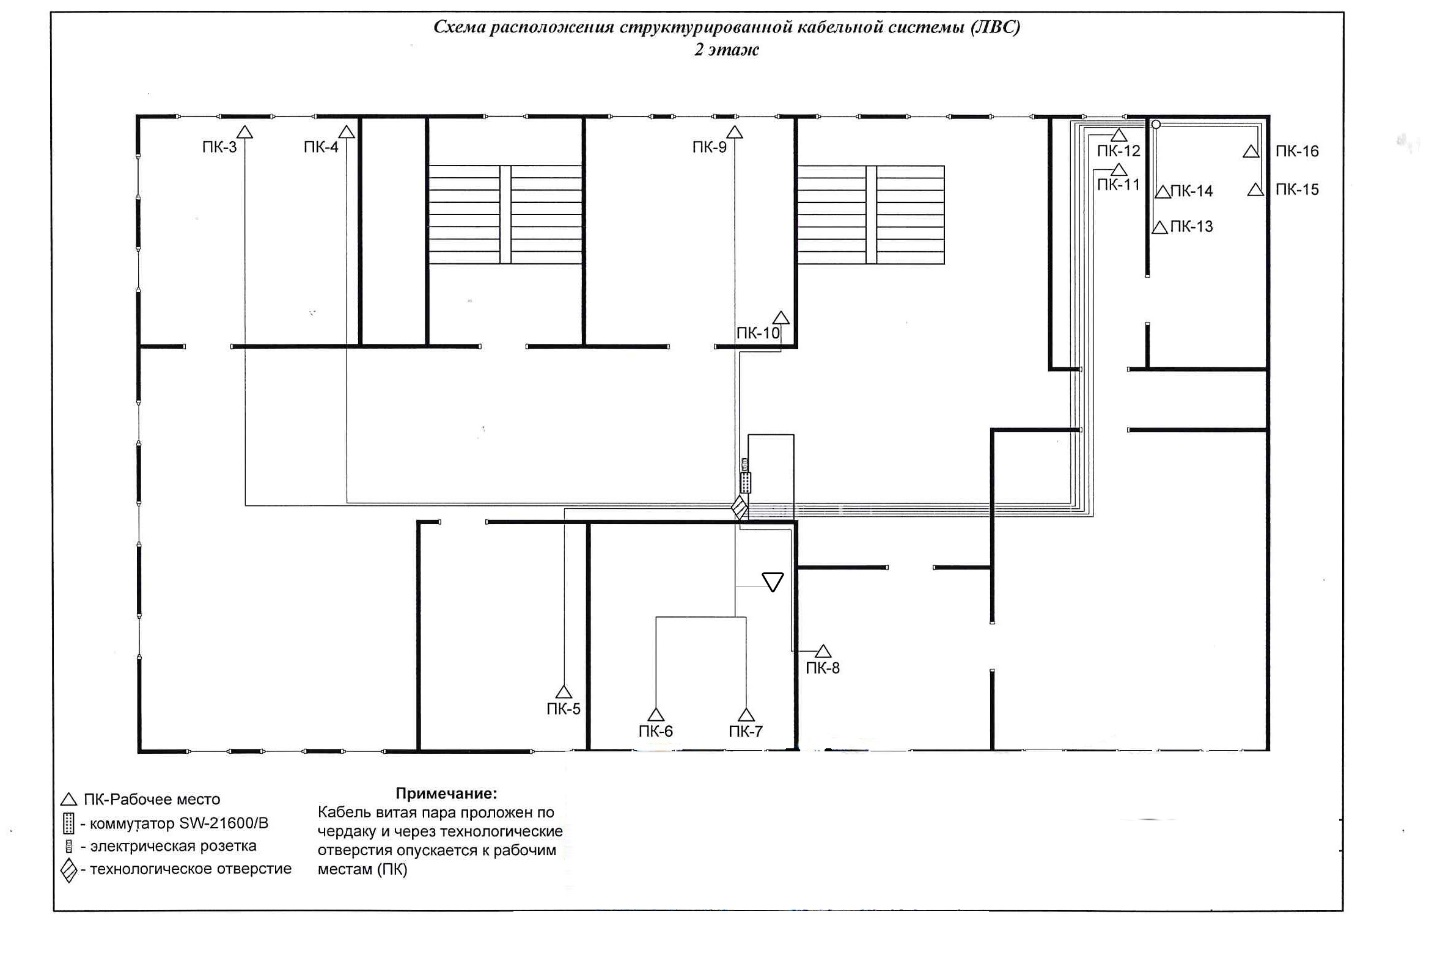 Схема расположения структурированной кабельной системы (ЛВС)
2 этаж
ПК-3
ПК-4
ПК-9
ПК-12
ПК-11
ПК-16
ПК-15
ПК-14
ПК-13
ПК-10
ПК-8
ПК-5
ПК-6
ПК-7
ПК-Рабочее место
- коммутатор SW-21600/B
- электрическая розетка
- технологическое отверстие
Примечание:
Кабель витая пара проложен по
чердаку и через технологические
отверстия опускается к рабочим
местам (ПК)